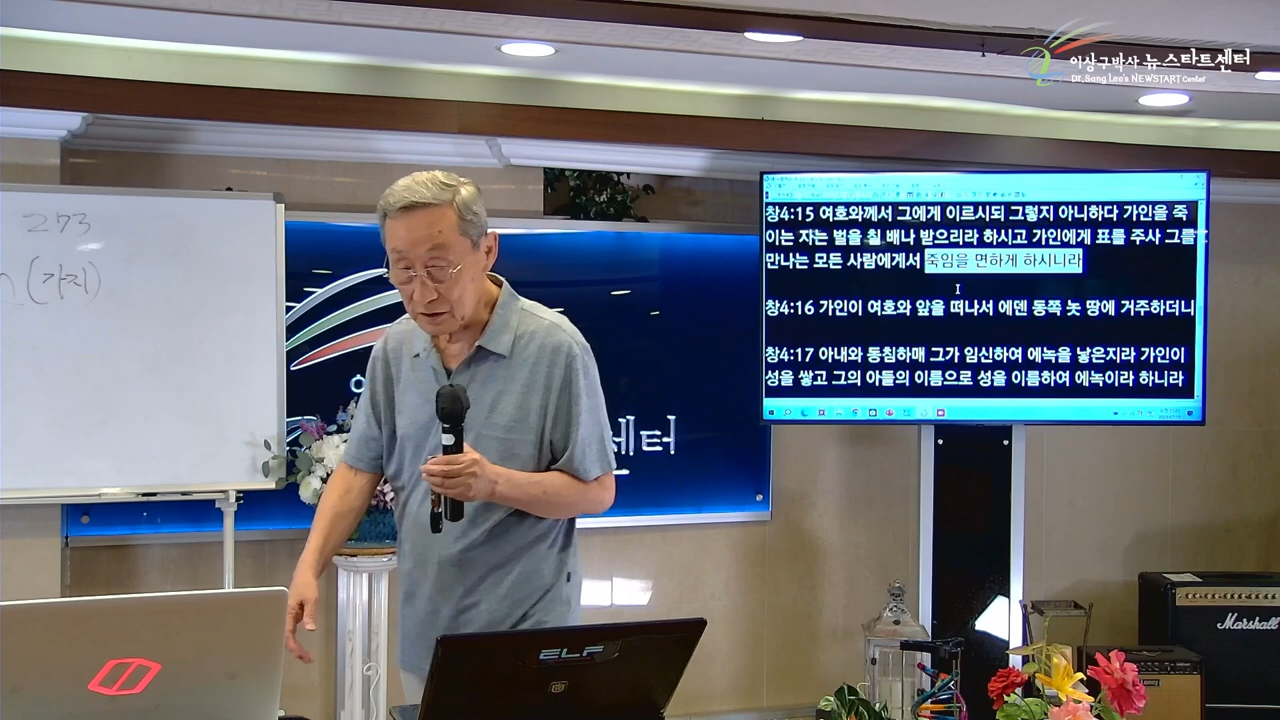 이상구박사 뉴스타트센터
Dr. Sang Lee's NEWSTART Center
273
(가지)
창4:15 여호와께서 그에게 이르시되 그렇지 아니하다 가인을 죽
이는 자는 벌을 칠 배나 받으리라 하시고 가인에게 표를 주사 그를
만나는 모든 사람에게서 죽임을 면하게 하시니라
창4:16 가인이 여호와 앞을 떠나서 에덴 동쪽 놋 땅에 거주하더니
창4:17 아내와 동침하매 그가 임신하여 에녹을 낳은지라 가인이
성을 쌓고 그의 아들의 이름으로 성을 이름하여 에녹이라 하니라
센터
ELF
Marshall